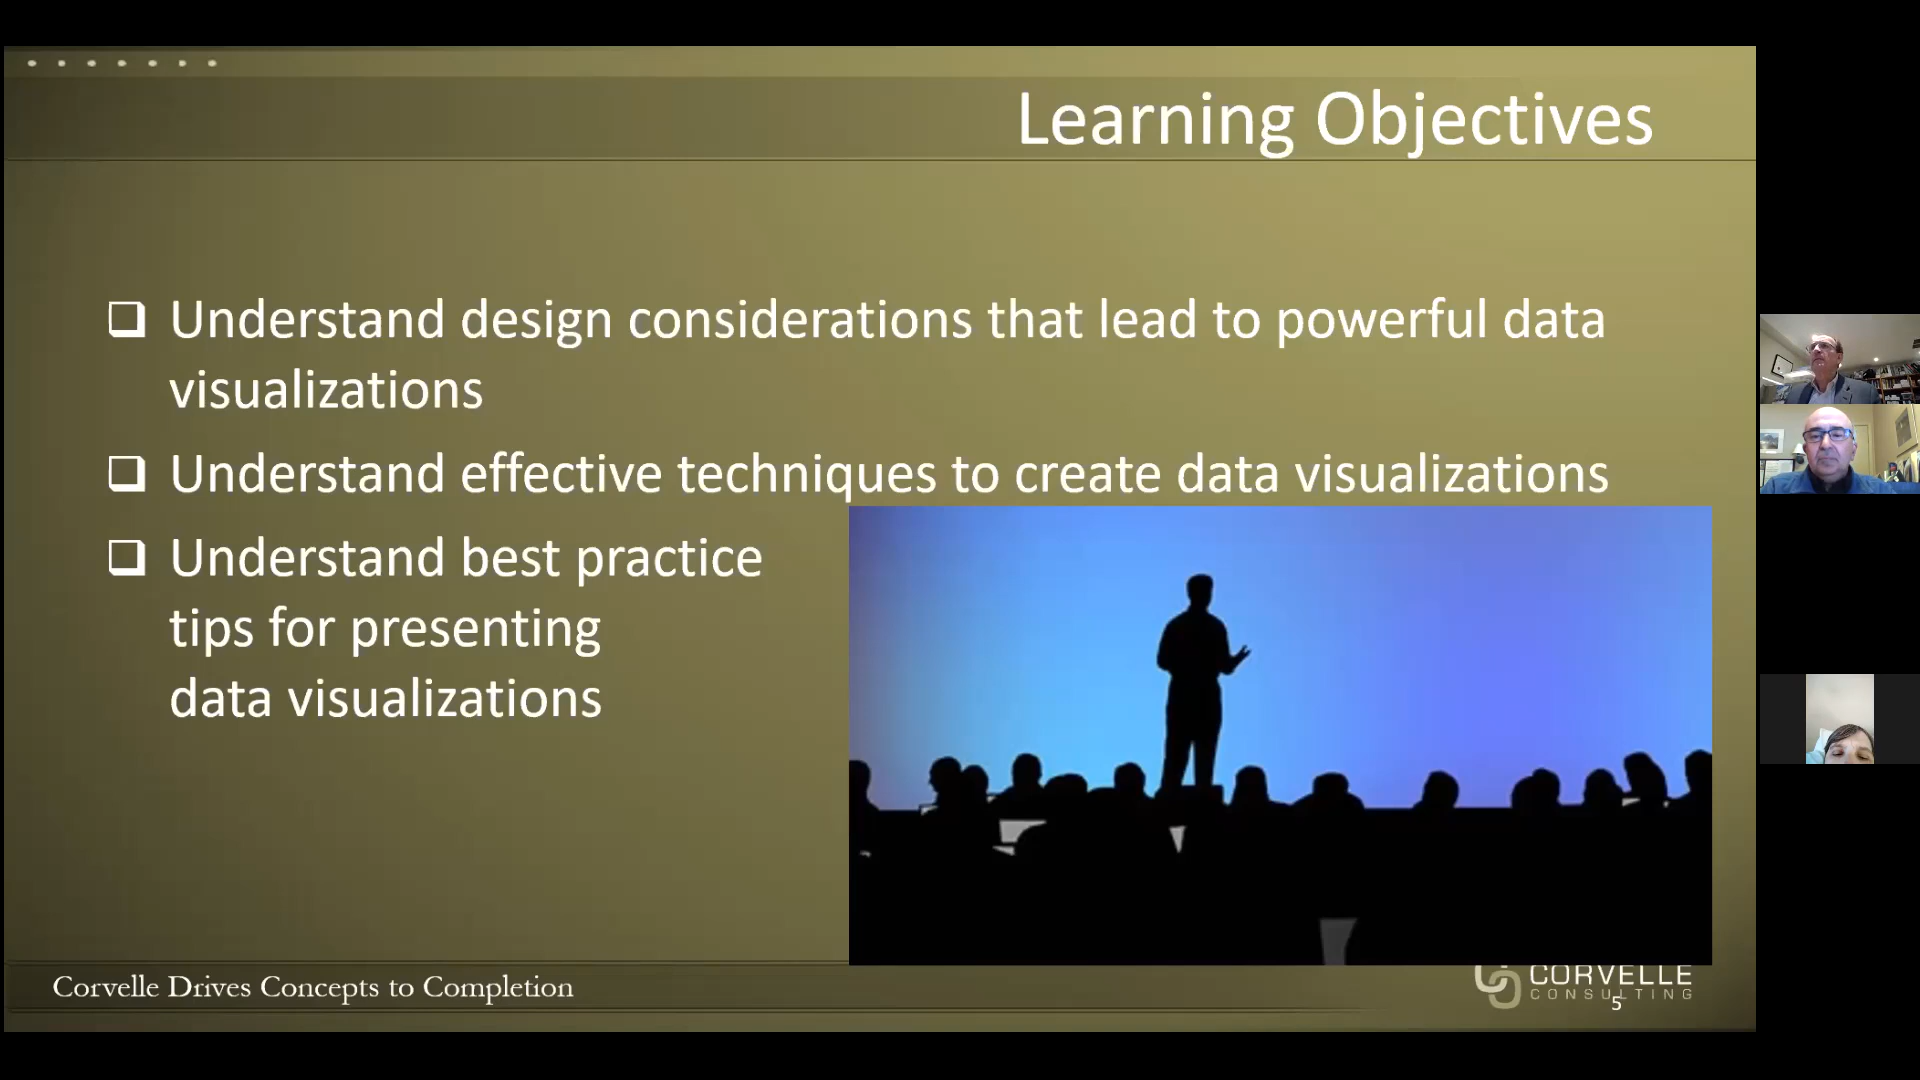 Learning Objectives
Understand design considerations that lead to powerful data
visualizations
Understand effective techniques to create data visualizations
Understand best practice
tips for presenting
data visualizations
Corvelle Drives Concepts to Completion
CORVELLE
CONSULTING
5